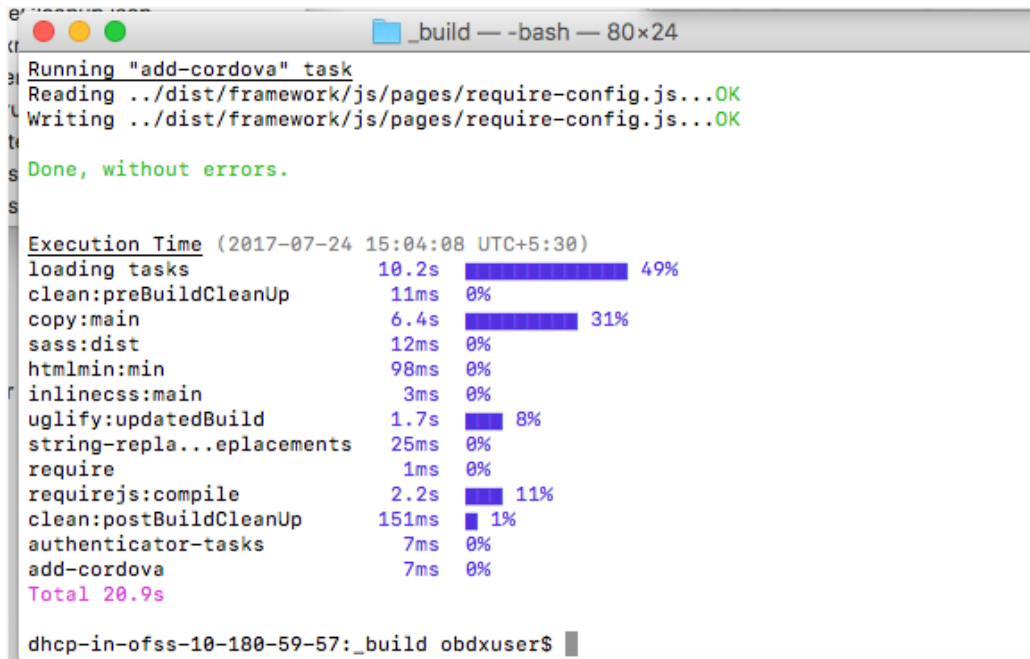 _build — -bash — 80×24
Running "add-cordova" task
Reading ../dist/framework/js/pages/require-config.js...OK
Writing ../dist/framework/js/pages/require-config.js...OK
Done, without errors.
Execution Time (2017-07-24 15:04:08 UTC+5:30)
loading tasks 10.2s 49%
clean:preBuildCleanUp 11ms 0%
copy:main 6.4s 31%
sass:dist 12ms 0%
htmlmin:min 98ms 0%
inlinecss:main 3ms 0%
uglify:updatedBuild 1.7s 8%
string-repla...eplacements 25ms 0%
require 1ms 0%
requirejs:compile 2.2s 11%
clean:postBuildCleanUp 151ms 1%
authenticator-tasks 7ms 0%
add-cordova 7ms 0%
Total 20.9s
dhcp-in-ofss-10-180-59-57:_build obdxuser$